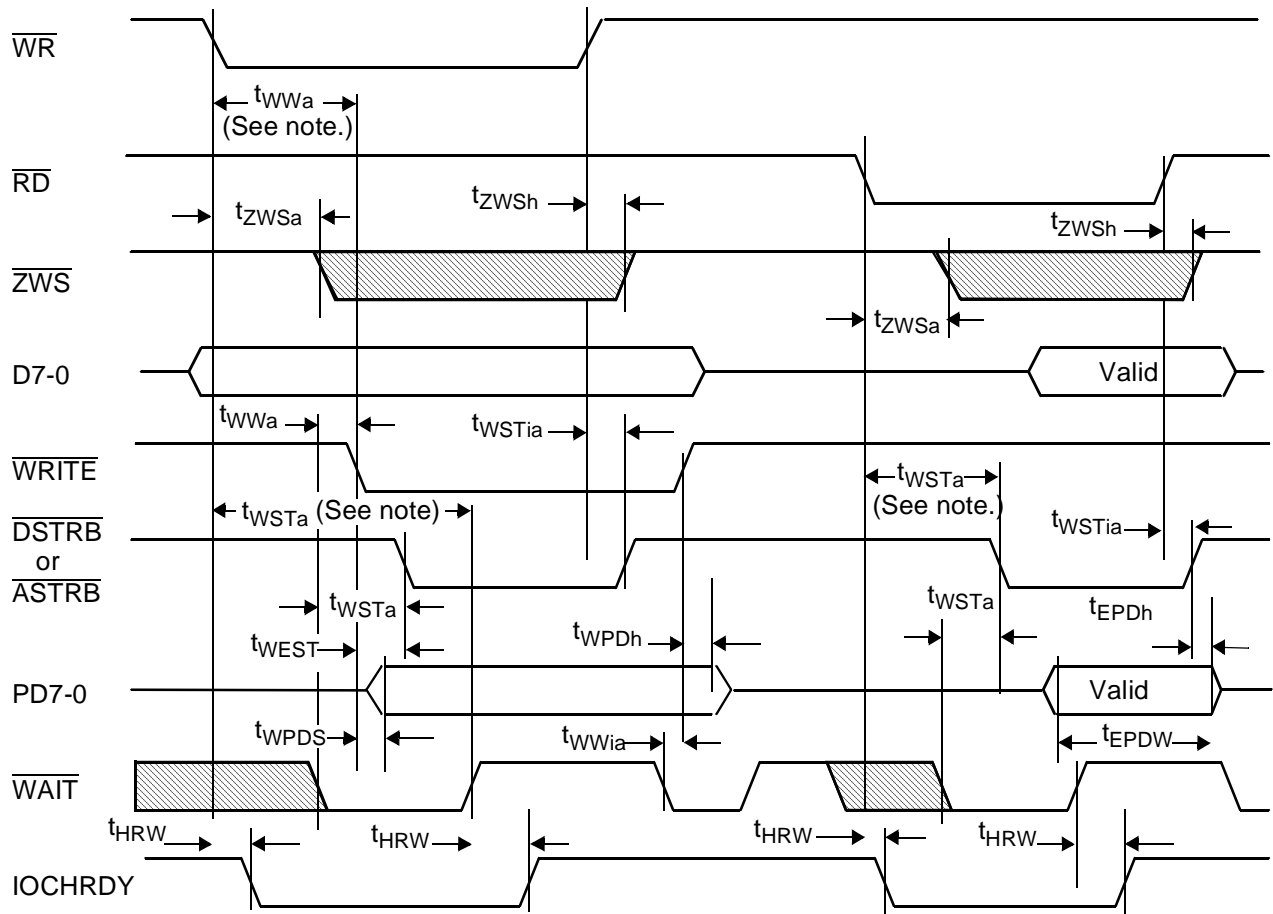 WR
tWWa
(See note.)
RD
tZWSa
tZWSh
tZWSh
ZWS
tZWSa
D7-0
Valid
tWWa
tWSTia
WRITE
tWSTa
(See note.)
tWSTa (See note)
DSTRB
or
ASTRB
tWSTia
tWSTa
tWSTa
tEPDh
tWEST
tWPDh
PD7-0
Valid
tWPDS
tWWia
tEPDW
WAIT
tHRW
tHRW
tHRW
tHRW
IOCHRDY